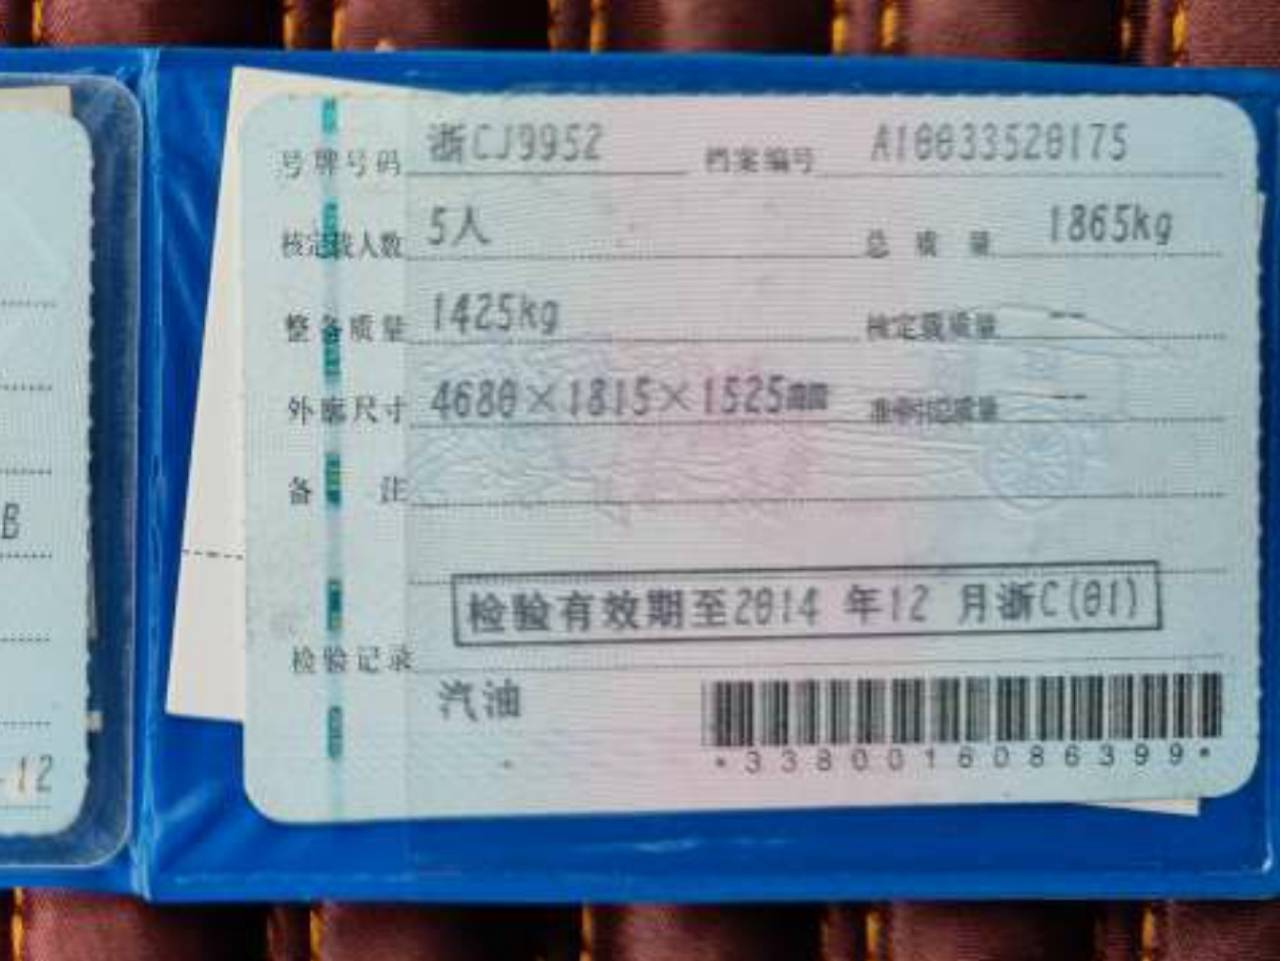 号牌号码 浙CJ9952 档案编号 A10033520175
核定载人数 5人 总质量 1865kg
整备质量 1425kg 核定载质量 --
外廓尺寸 4680×1815×1525mm 准牵引总质量 --
备注
检验有效期至2014 年12 月浙C(01)
检验记录
汽油
*3380016086399*
B
-12